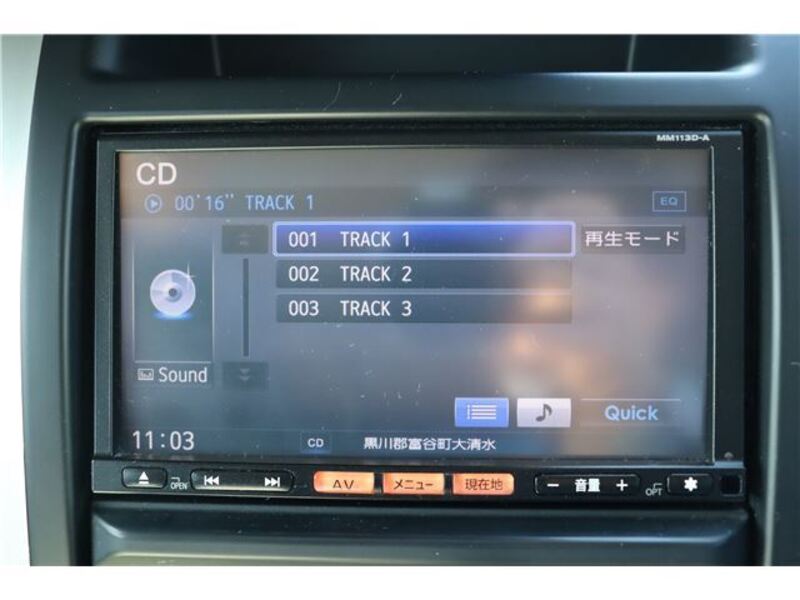 MM113D-A
CD
00'16" TRACK 1
EQ
001 TRACK 1
再生モード
002 TRACK 2
003 TRACK 3
Sound
Quick
11:03 CD 黒川郡富谷町大清水
OPEN AV メニュー 現在地 − 音量 + OPT